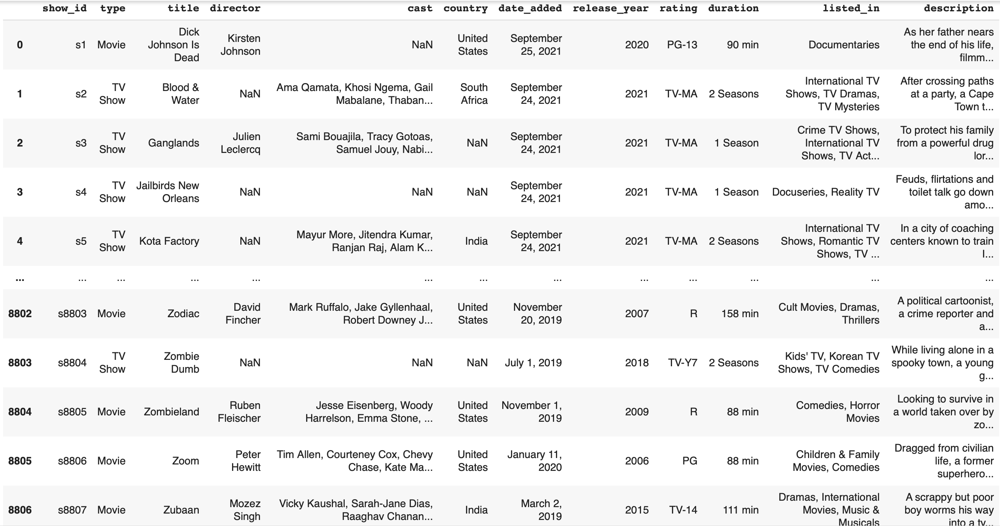 show_id type title director cast country date_added release_year rating duration listed_in description
0 s1 Movie Dick Johnson Is Dead Kirsten Johnson NaN United States September 25, 2021 2020 PG-13 90 min Documentaries As her father nears the end of his life, filmm...
1 s2 TV Show Blood & Water NaN Ama Qamata, Khosi Ngema, Gail Mabalane, Thaban... South Africa September 24, 2021 2021 TV-MA 2 Seasons International TV Shows, TV Dramas, TV Mysteries After crossing paths at a party, a Cape Town t...
2 s3 TV Show Ganglands Julien Leclercq Sami Bouajila, Tracy Gotoas, Samuel Jouy, Nabi... NaN September 24, 2021 2021 TV-MA 1 Season Crime TV Shows, International TV Shows, TV Act... To protect his family from a powerful drug lor...
3 s4 TV Show Jailbirds New Orleans NaN NaN NaN September 24, 2021 2021 TV-MA 1 Season Docuseries, Reality TV Feuds, flirtations and toilet talk go down amo...
4 s5 TV Show Kota Factory NaN Mayur More, Jitendra Kumar, Ranjan Raj, Alam K... India September 24, 2021 2021 TV-MA 2 Seasons International TV Shows, Romantic TV Shows, TV ... In a city of coaching centers known to train I...
... ... ... ... ... ... ... ... ... ... ... ... ...
8802 s8803 Movie Zodiac David Fincher Mark Ruffalo, Jake Gyllenhaal, Robert Downey J... United States November 20, 2019 2007 R 158 min Cult Movies, Dramas, Thrillers A political cartoonist, a crime reporter and a...
8803 s8804 TV Show Zombie Dumb NaN NaN NaN July 1, 2019 2018 TV-Y7 2 Seasons Kids' TV, Korean TV Shows, TV Comedies While living alone in a spooky town, a young g...
8804 s8805 Movie Zombieland Ruben Fleischer Jesse Eisenberg, Woody Harrelson, Emma Stone, ... United States November 1, 2019 2009 R 88 min Comedies, Horror Movies Looking to survive in a world taken over by zo...
8805 s8806 Movie Zoom Peter Hewitt Tim Allen, Courteney Cox, Chevy Chase, Kate Ma... United States January 11, 2020 2006 PG 88 min Children & Family Movies, Comedies Dragged from civilian life, a former superhero...
8806 s8807 Movie Zubaan Mozez Singh Vicky Kaushal, Sarah-Jane Dias, Raaghav Chanan... India March 2, 2019 2015 TV-14 111 min Dramas, International Movies, Music & Musicals A scrappy but poor boy worms his way into a ty...